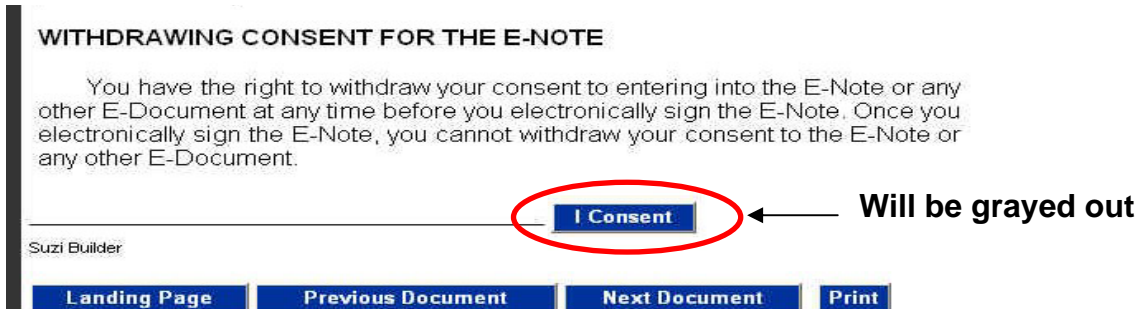 WITHDRAWING CONSENT FOR THE E-NOTE
You have the right to withdraw your consent to entering into the E-Note or any
other E-Document at any time before you electronically sign the E-Note. Once you
electronically sign the E-Note, you cannot withdraw your consent to the E-Note or
any other E-Document.
I Consent Will be grayed out
Suzi Builder
Landing Page Previous Document Next Document Print